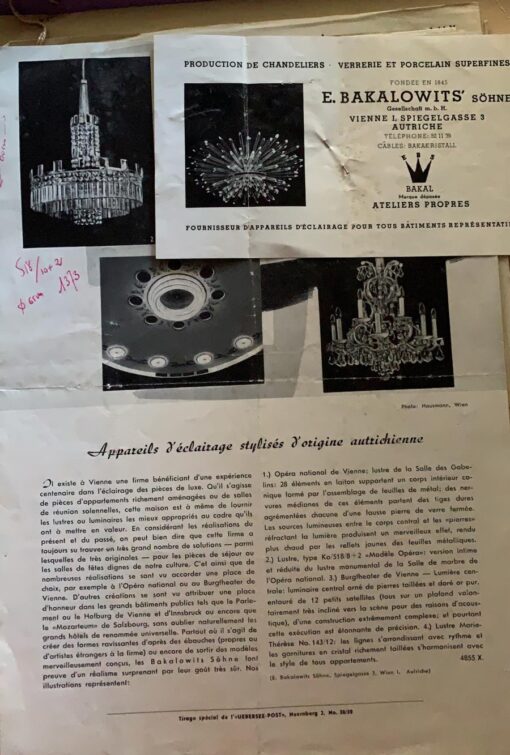 PRODUCTION DE CHANDELIERS · VERRERIE ET PORCELAIN SUPERFINES
FONDÉE EN 1845
E. BAKALOWITS' SÖHNE
Gesellschaft m. b. H.
VIENNE I, SPIEGELGASSE 3
AUTRICHE
TÉLÉPHONE: 52 11 79
CÂBLES: BAKAKRISTALL
E S
BAKAL
Marque déposée
ATELIERS PROPRES
FOURNISSEUR D'APPAREILS D'ÉCLAIRAGE POUR TOUS BÂTIMENTS REPRÉSENTATI
518/10+2/
1373
Photo: Hausmann, Wien
Appareils d'éclairage stylisés d'origine autrichienne
Il existe à Vienne une firme bénéficiant d'une expérience
centenaire dans l'éclairage des pièces de luxe. Qu'il s'agisse
de pièces d'appartements richement aménagées ou de salles
de réunion solennelles, cette maison est à même de fournir
les lustres ou luminaires les mieux appropriés au cadre qu'ils
ont à mettre en valeur. En considérant les réalisations du
présent et du passé, on peut bien dire que cette firme a
toujours su trouver un très grand nombre de solutions — parmi
lesquelles de très originales — pour les pièces de séjour ou
les salles de fêtes dignes de notre culture. C'et ainsi que de
nombreuses réalisations se sont vu accorder une place de
choix, par exemple à l'Opéra national ou au Burgtheater de
Vienne. D'autres créations se sont vu attribuer une place
d'honneur dans les grands bâtiments publics tels que le Parle-
ment ou le Hofburg de Vienne et d'Innsbruck ou encore que
le «Mozarteum» de Salzbourg, sans oublier naturellement les
grands hôtels de renommée universelle. Partout où il s'agit de
créer des formes ravissantes d'après des ébauches (propres ou
d'artistes étrangers à la firme) ou encore de sortir des modèles
merveilleusement conçus, les Bakalowits Söhne font
preuve d'un réalisme surprenant par leur goût très sûr. Nos
illustrations représentent:
1.) Opéra national de Vienne; lustre de la Salle des Gobe-
lins: 28 éléments en laiton supportent un corps intérieur co-
nique formé par l'assemblage de feuilles de métal; des ner-
vures médianes de ces éléments partent des tiges dures
agrémentées chacune d'une lausse pierre de verre fermée.
Les sources lumineuses entre le corps central et les «pierres»
réfractant la lumière produisent un merveilleux effet, rendu
plus chaud par les reflets jaunes des feuilles métalliques.
2.) Lustre, type Ko/518/8+2 «Modèle Opéra»: version intime
et réduite du lustre monumental de la Salle de morbre de
l'Opéra national. 3.) Burgtheater de Vienne — Lumière cen-
trale: luminaire central orné de pierres taillées et doré or pur,
entouré de 12 petits satellites (tous sur un plafond volon-
tairement très incliné vers la scène pour des raisons d'acous-
tique), d'une construction extrêmement complexe; et pourtant
cette exécution est étonnante de précision. 4.) Lustre Marie-
Thérèse No. 143/12: les lignes s'arrondissant avec rythme et
les garnitures en cristal richement taillées s'harmonisent avec
le style de tous appartements. 4855 X.
(E. Bakalowits Söhne, Spiegelgasse 3, Wien I, Autriche)
Tirage spécial de l'«UEBERSEE-POST», Nuernberg 2, No. 38/59